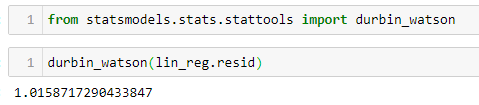 1 from statsmodels.stats.stattools import durbin_watson
1 durbin_watson(lin_reg.resid)
1.0158717290433847